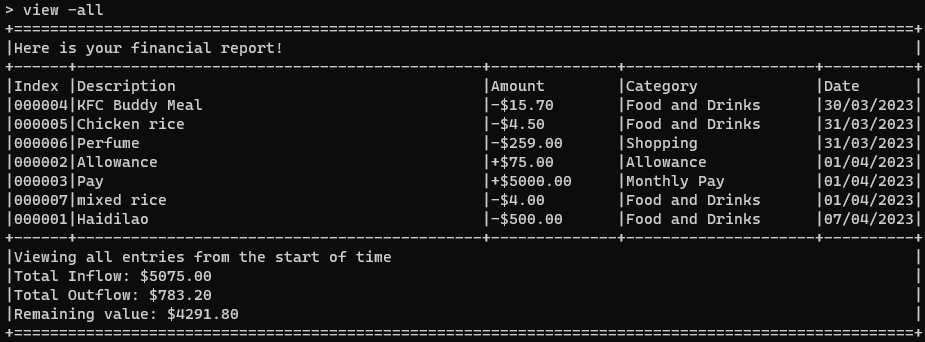 > view -all
+====================================================================================================+
|Here is your financial report!                                                                      |
+------+---------------------------------------------+--------------+---------------------+----------+
|Index |Description                                  |Amount        |Category             |Date      |
|000004|KFC Buddy Meal                               |-$15.70       |Food and Drinks      |30/03/2023|
|000005|Chicken rice                                 |-$4.50        |Food and Drinks      |31/03/2023|
|000006|Perfume                                      |-$259.00      |Shopping             |31/03/2023|
|000002|Allowance                                    |+$75.00       |Allowance            |01/04/2023|
|000003|Pay                                          |+$5000.00     |Monthly Pay          |01/04/2023|
|000007|mixed rice                                   |-$4.00        |Food and Drinks      |01/04/2023|
|000001|Haidilao                                     |-$500.00      |Food and Drinks      |07/04/2023|
+------+---------------------------------------------+--------------+---------------------+----------+
|Viewing all entries from the start of time                                                          |
|Total Inflow: $5075.00                                                                              |
|Total Outflow: $783.20                                                                              |
|Remaining value: $4291.80                                                                           |
+====================================================================================================+